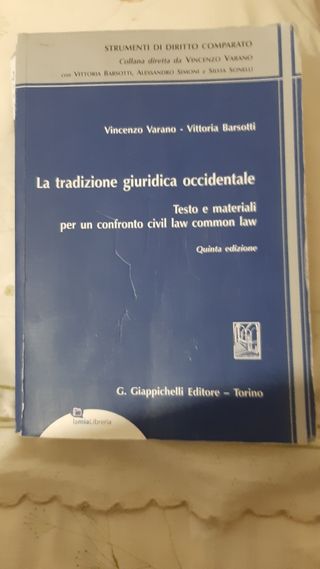 STRUMENTI DI DIRITTO COMPARATO
Collana diretta da VINCENZO VARANO
con VITTORIA BARSOTTI, ALESSANDRO SIMONI e SILVIA SONELLI
Vincenzo Varano - Vittoria Barsotti
La tradizione giuridica occidentale
Testo e materiali
per un confronto civil law common law
Quinta edizione
G. Giappichelli Editore – Torino
lamiaLibreria